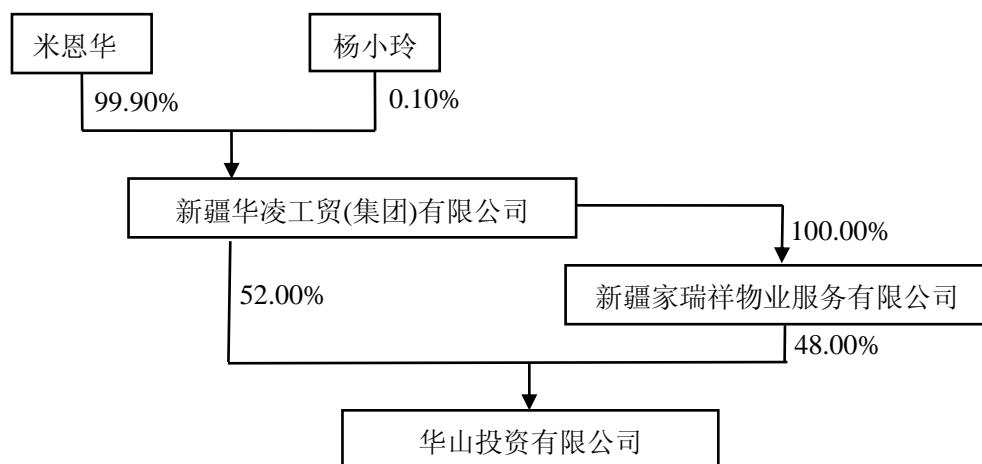 米恩华
杨小玲
99.90%
0.10%
新疆华凌工贸(集团)有限公司
100.00%
52.00%
新疆家瑞祥物业服务有限公司
48.00%
华山投资有限公司